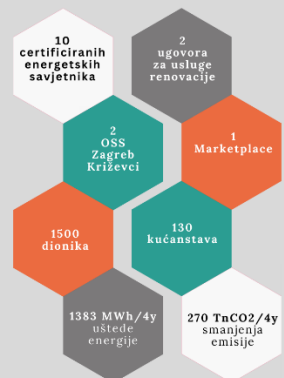 10
certificiranih
energetskih
savjetnika
2
ugovora
za usluge
renovacije
2
OSS
Zagreb
Križevci
1
Marketplace
1500
dionika
130
kućanstava
1383 MWh/4y
uštede
energije
270 TnCO2/4y
smanjenja
emisije